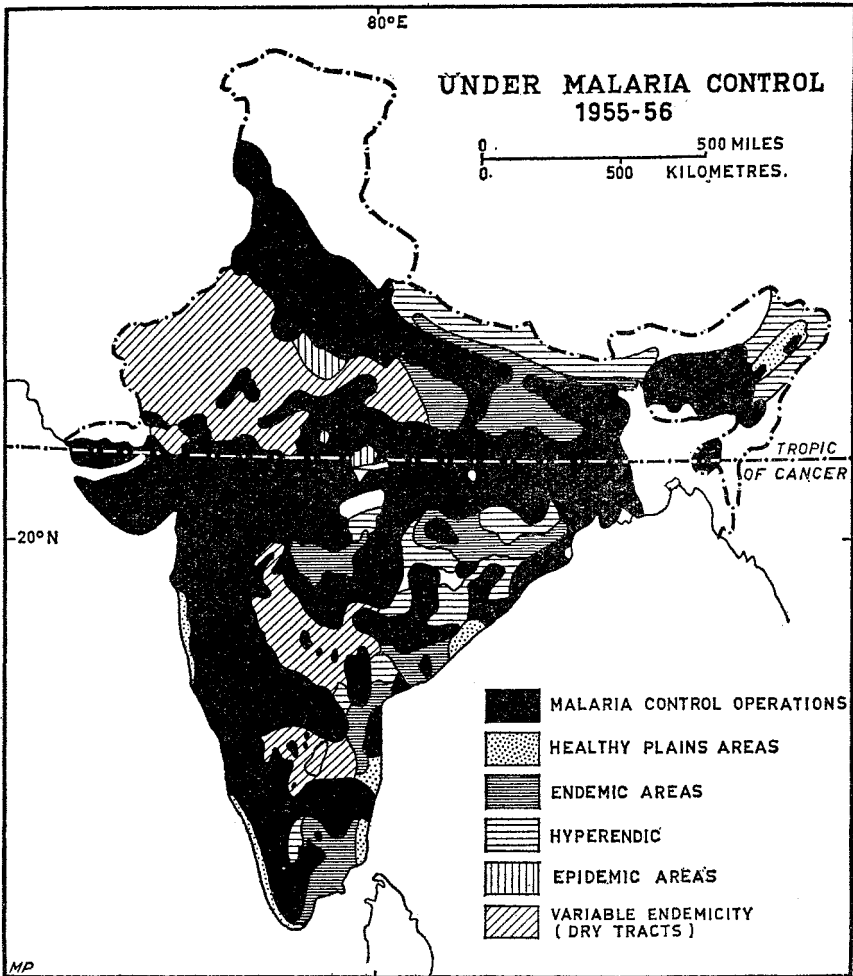 80°E
UNDER MALARIA CONTROL
1955-56
0 500 MILES
0. 500 KILOMETRES.
TROPIC
OF CANCER
20°N
MALARIA CONTROL OPERATIONS
HEALTHY PLAINS AREAS
ENDEMIC AREAS
HYPERENDIC
EPIDEMIC AREAS
VARIABLE ENDEMICITY
( DRY TRACTS )
MP